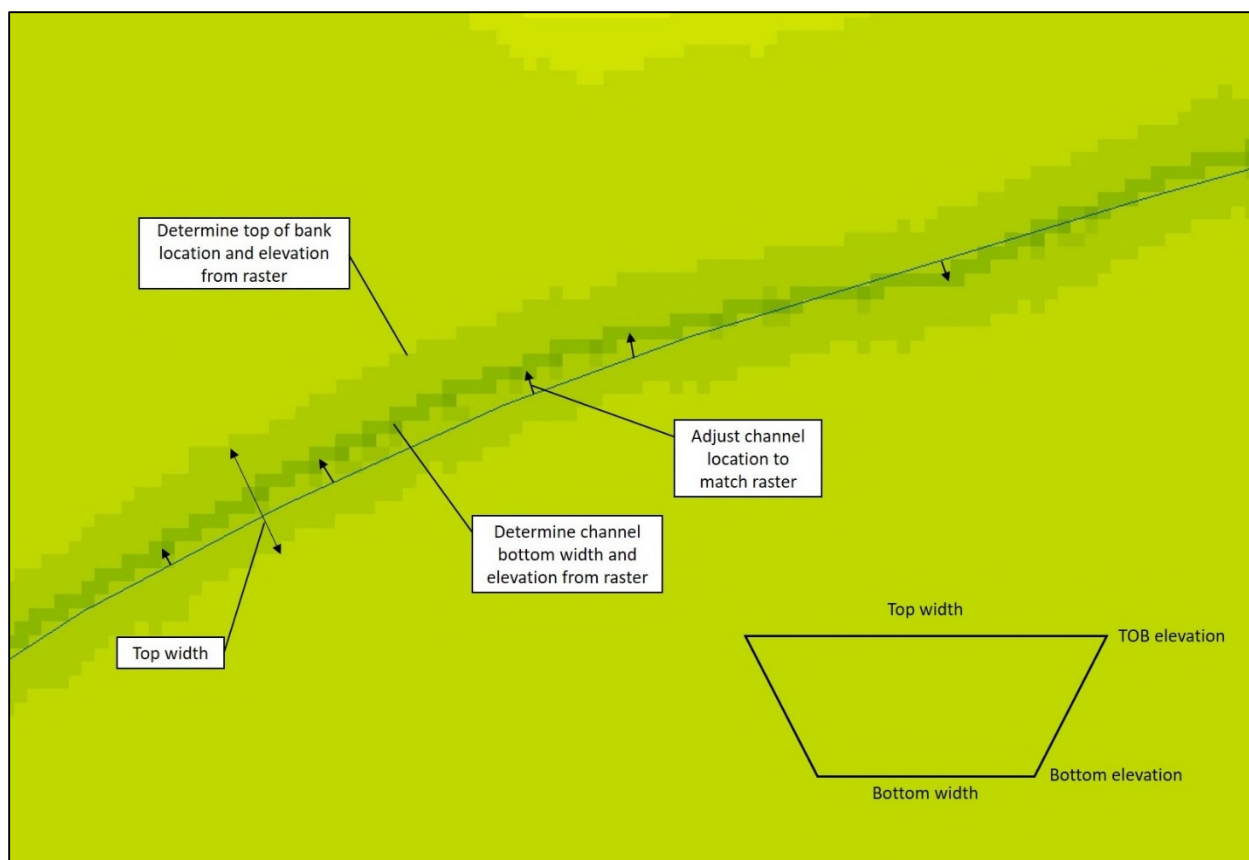 Determine top of bank
location and elevation
from raster
Adjust channel
location to
match raster
Determine channel
bottom width and
elevation from raster
Top width
Top width
TOB elevation
Bottom elevation
Bottom width